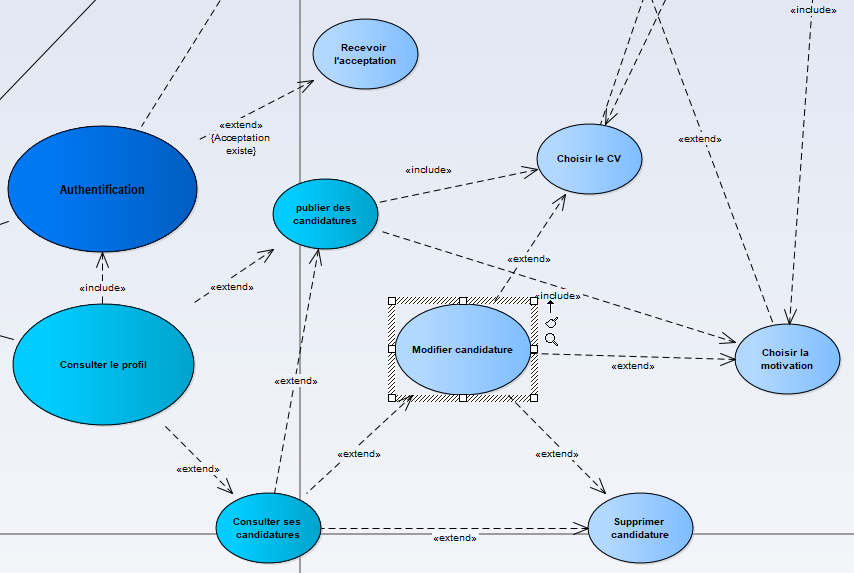 «include»
Recevoir
l'acceptation
«extend»
{Acceptation
existe}
«extend»
Choisir le CV
«include»
Authentification
publier des
candidatures
«extend»
«include»
«extend»
«include»
Consulter le profil
Modifier candidature
Choisir la
motivation
«extend»
«extend»
«extend»
«extend»
«extend»
Consulter ses
candidatures
Supprimer
candidature
«extend»